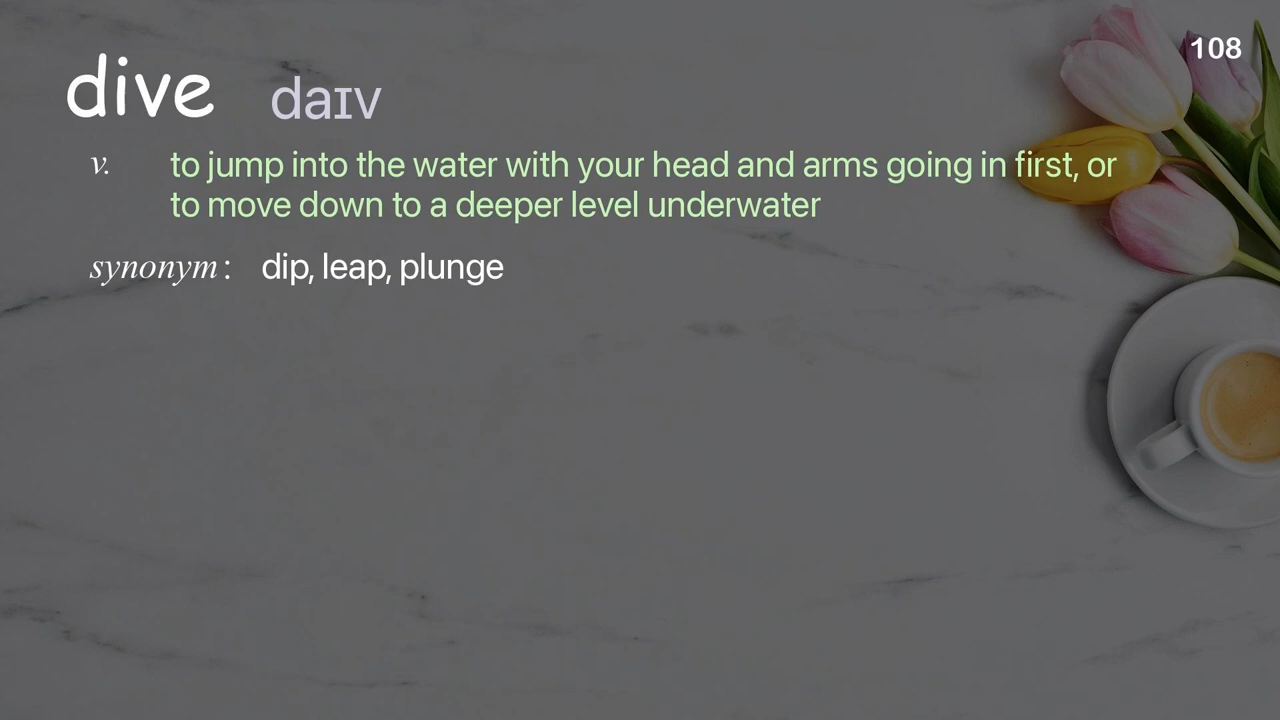 108
dive daɪv
v. to jump into the water with your head and arms going in first, or
to move down to a deeper level underwater
synonym: dip, leap, plunge